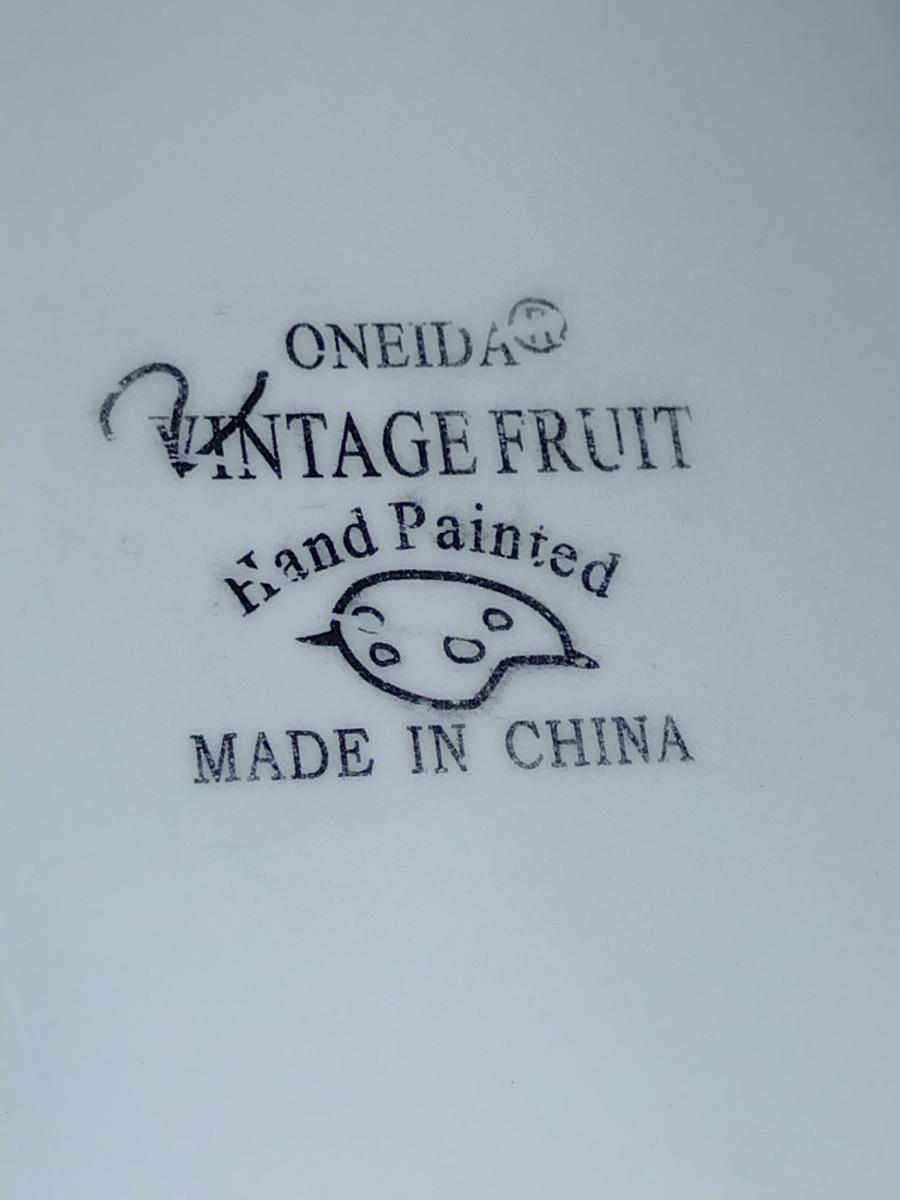 ONEIDA®
VINTAGE FRUIT
Hand Painted
MADE IN CHINA